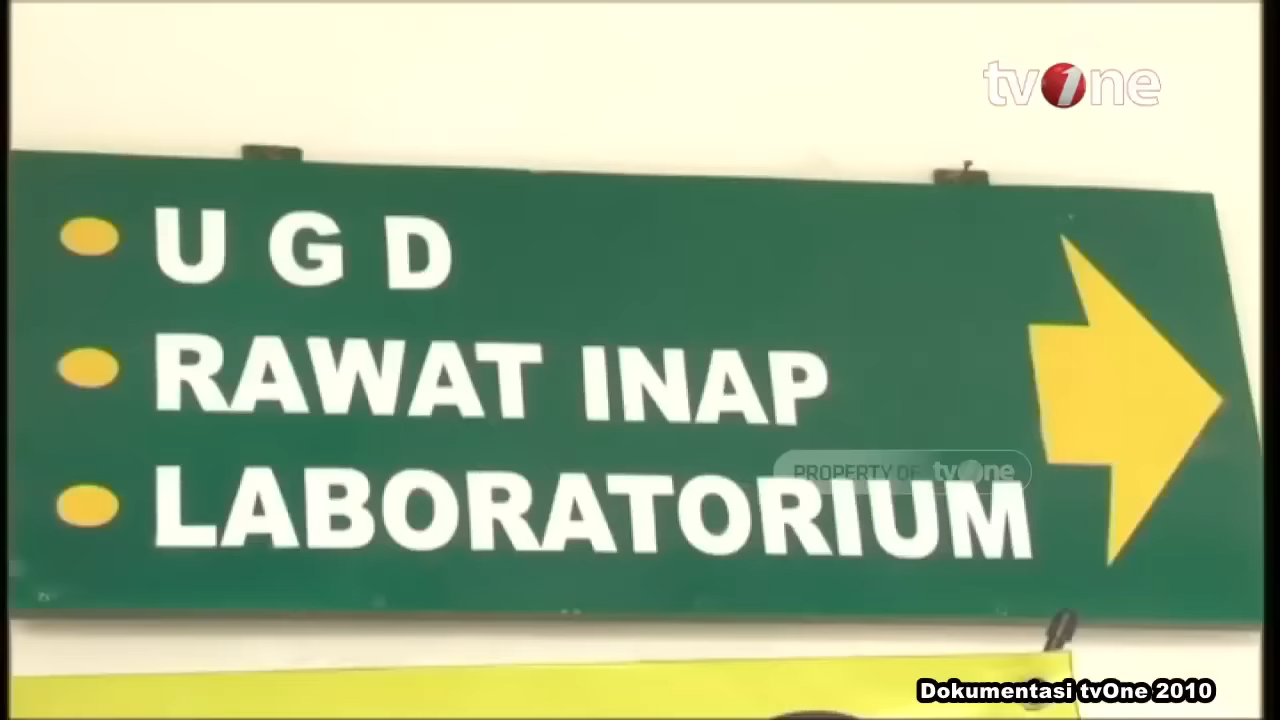 tvOne
U G D
RAWAT INAP
PROPERTY OF tvOne
LABORATORIUM
Dokumentasi tvOne 2010